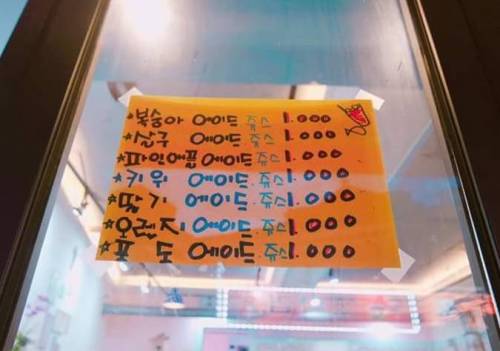 *복숭아 에이드 쥬스 1.000
*살구 에이드 쥬스 1.000
*파인애플 에이드 쥬스 1.000
*키위 에이드 쥬스 1.000
*딸기 에이드 쥬스 1.000
*오렌지 에이드 쥬스 1.000
*포도 에이드 쥬스 1.000